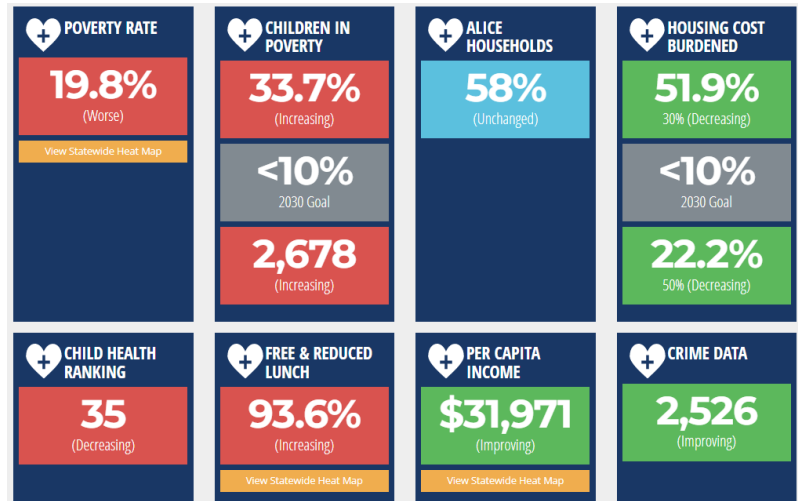 POVERTY RATE
19.8%
(Worse)
View Statewide Heat Map
CHILDREN IN
POVERTY
33.7%
(Increasing)
<10%
2030 Goal
2,678
(Increasing)
ALICE
HOUSEHOLDS
58%
(Unchanged)
HOUSING COST
BURDENED
51.9%
30% (Decreasing)
<10%
2030 Goal
22.2%
50% (Decreasing)
CHILD HEALTH
RANKING
35
(Decreasing)
FREE & REDUCED
LUNCH
93.6%
(Increasing)
View Statewide Heat Map
PER CAPITA
INCOME
$31,971
(Improving)
View Statewide Heat Map
CRIME DATA
2,526
(Improving)